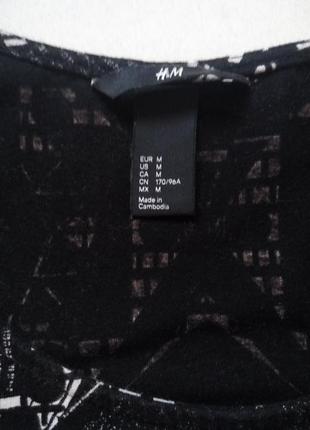 H&M
EUR M
US M
CA M
CN 170/96A
MX M
Made in
Cambodia